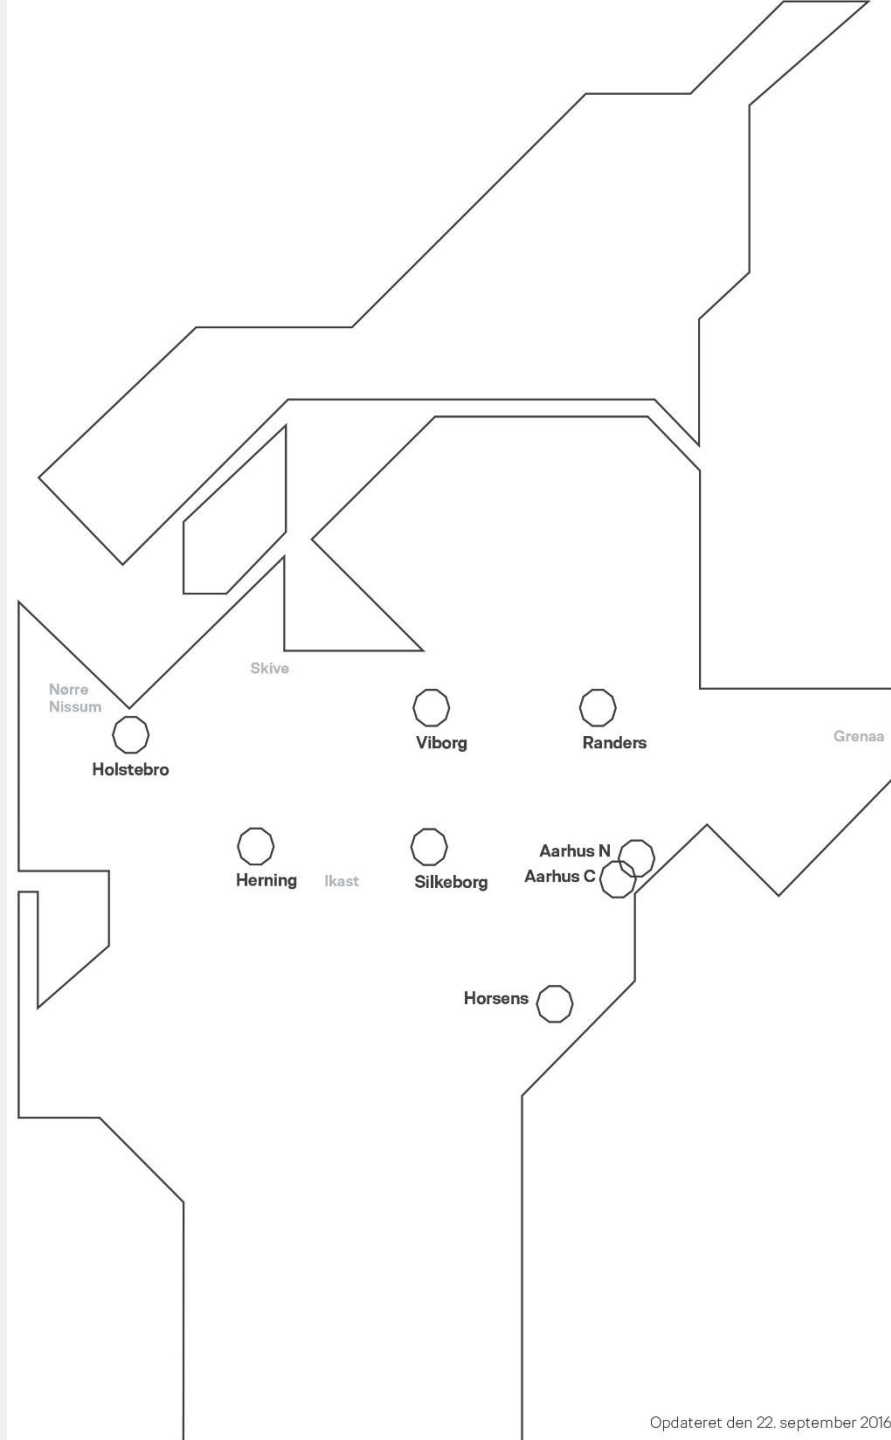 Skive
Nørre
Nissum
Viborg
Randers
Grenaa
Holstebro
Aarhus N
Aarhus C
Herning
Ikast
Silkeborg
Horsens
Opdateret den 22. september 2016